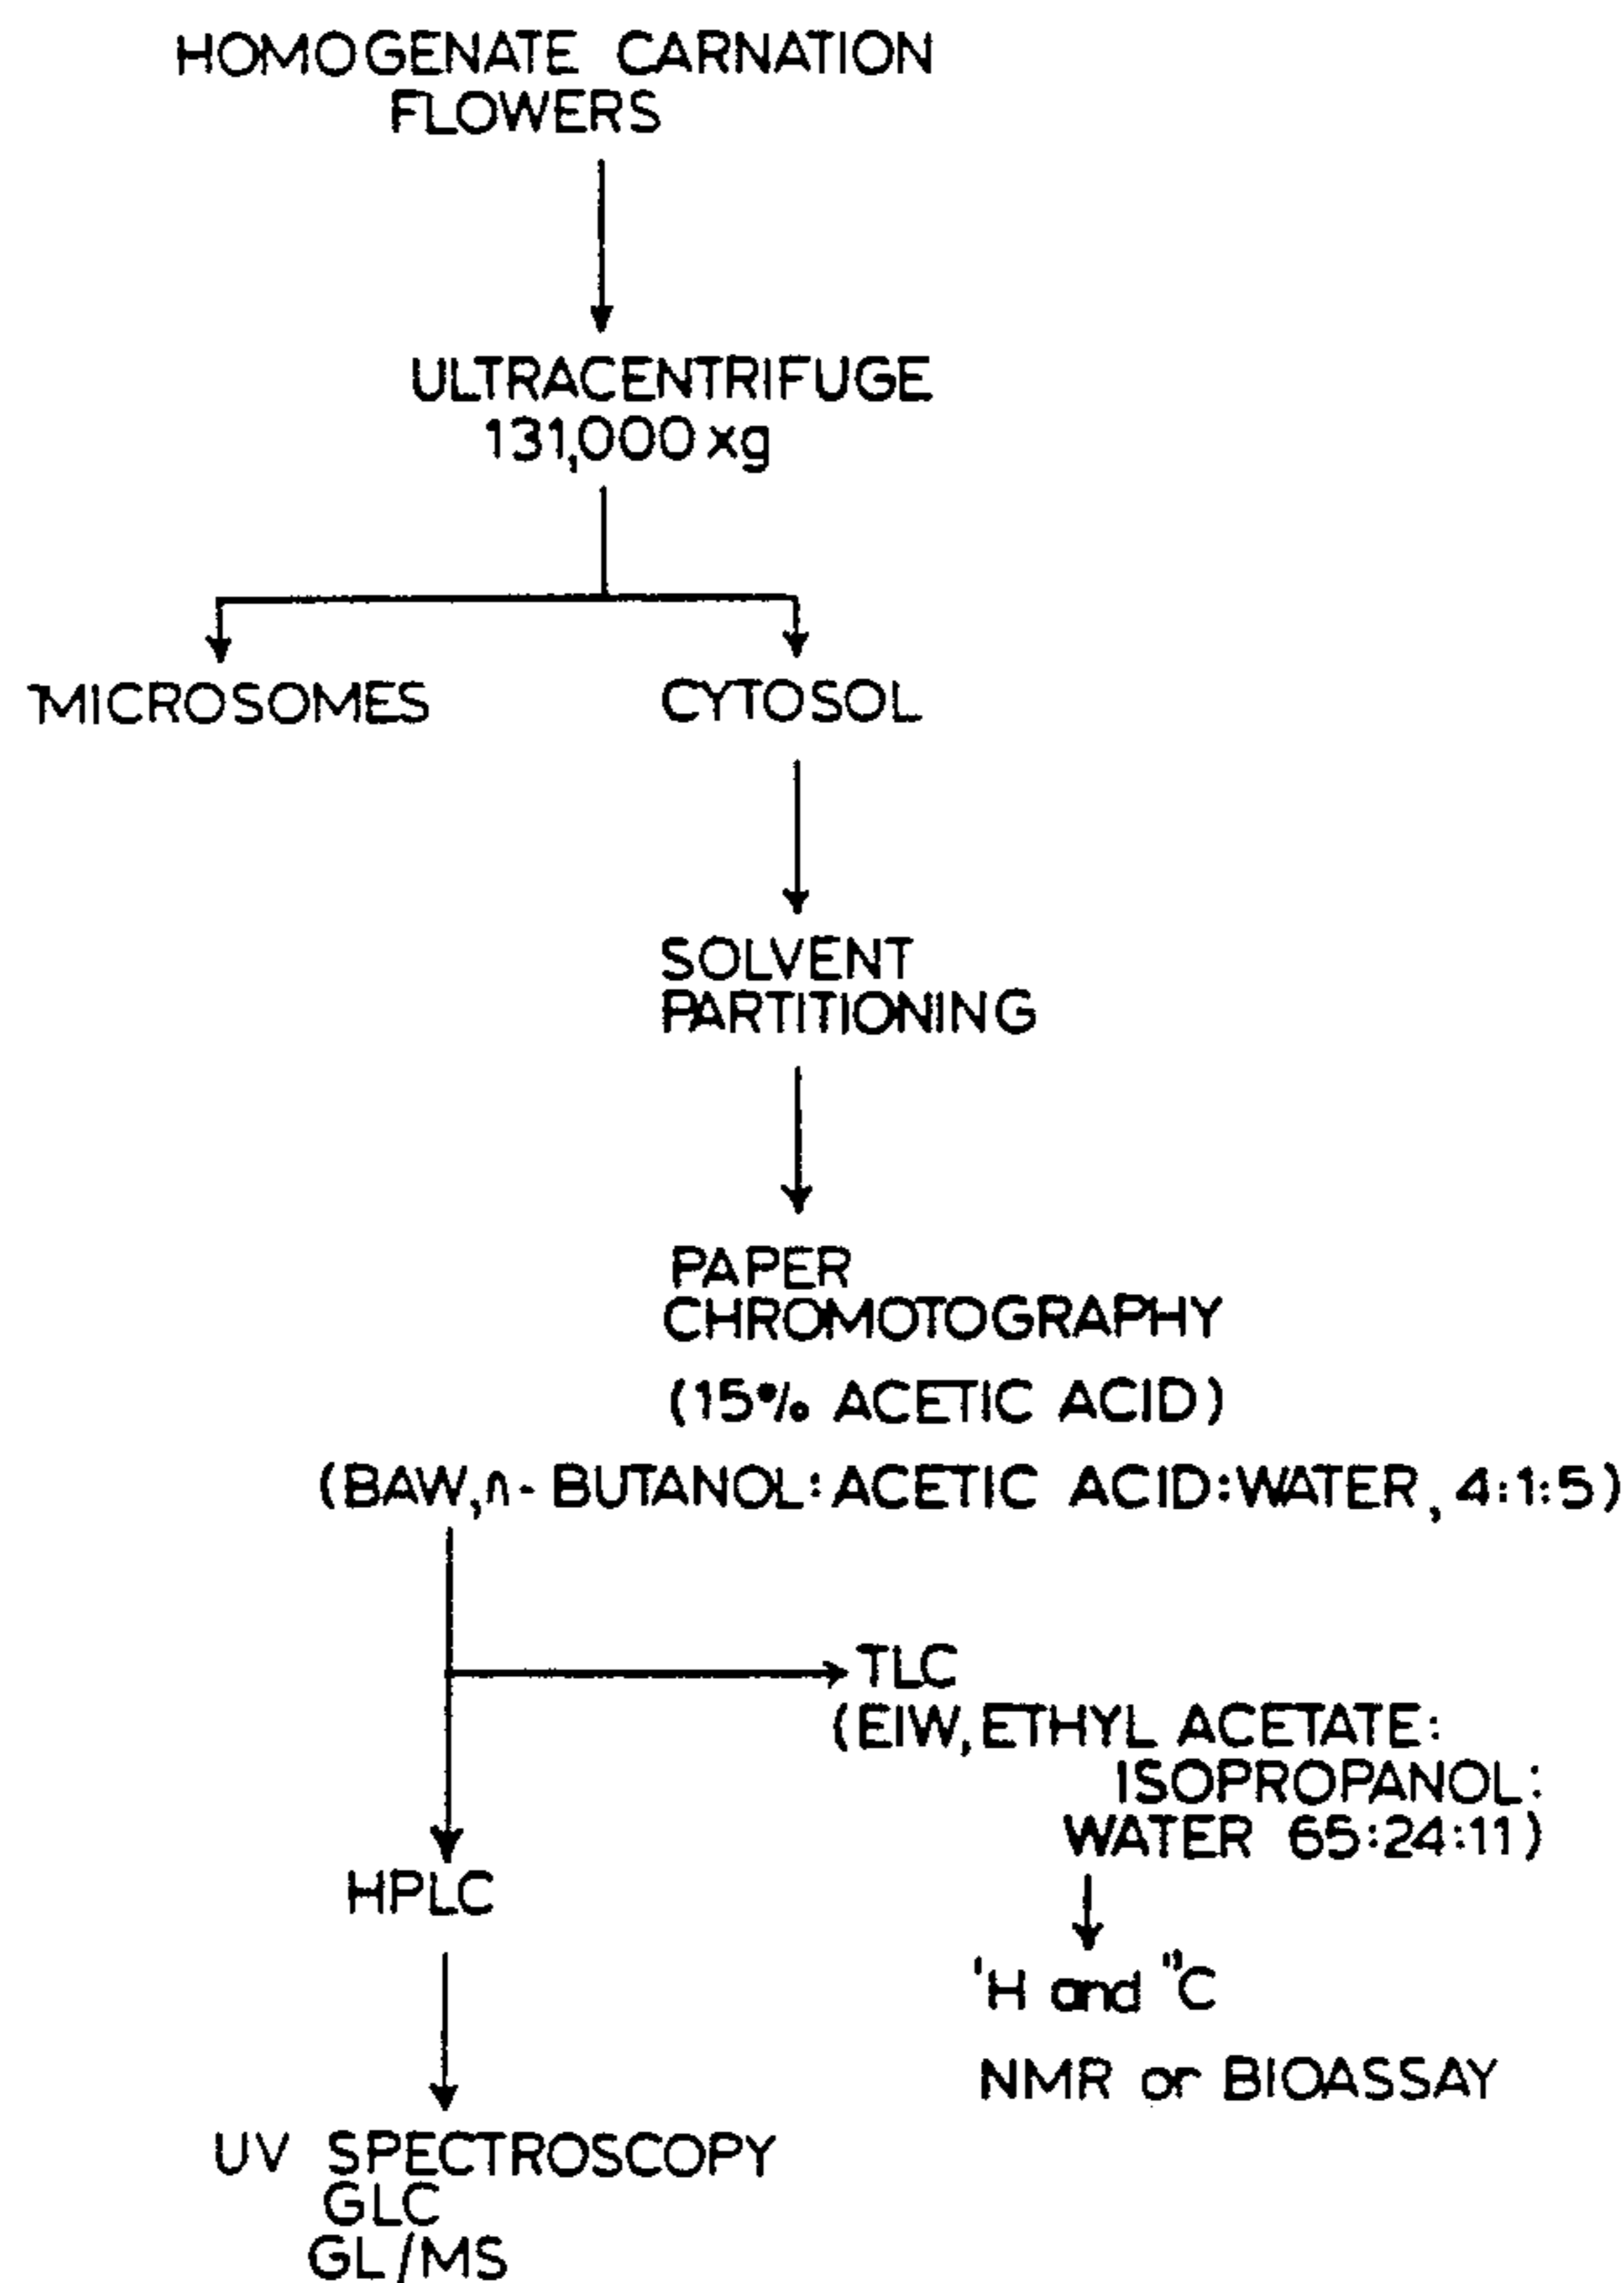 HOMOGENATE CARNATION
FLOWERS
ULTRACENTRIFUGE
131,000 xg
MICROSOMES
CYTOSOL
SOLVENT
PARTITIONING
PAPER
CHROMOTOGRAPHY
(15% ACETIC ACID)
(BAW, n- BUTANOL: ACETIC ACID:WATER, 4:1:5)
TLC
(EIW, ETHYL ACETATE:
ISOPROPANOL:
WATER 65:24:11)
HPLC
¹H and ¹³C
NMR or BIOASSAY
UV SPECTROSCOPY
GLC
GL/MS